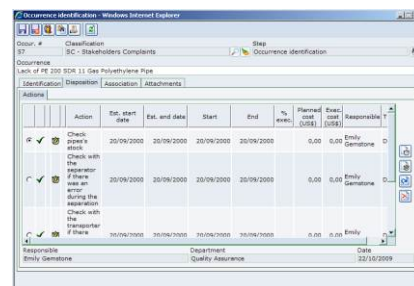 Occurrence identification - Windows Internet Explorer
Occur. # Classification Step
57 SC - Stakeholders Complaints Occurrence identification
Occurrence
Lack of PE 200 SDR 11 Gas Polyethylene Pipe
Identification Disposition Association Attachments
Actions
Action Est. start date Est. end date Start End % exec. Planned cost (US$) Exec. cost (US$) Responsible T
Check pipes's stock 20/09/2000 20/09/2000 20/09/2000 20/09/2000 0,00 0,00 Emily Gemstone D
Check with the separator if there was an error during the separation 20/09/2000 20/09/2000 20/09/2000 20/09/2000 0,00 0,00 Emily Gemstone D
Check with the transporter if there 20/09/2000 20/09/2000 20/09/2000 20/09/2000 0,00 0,00 Emily D
Responsible Department Date
Emily Gemstone Quality Assurance 22/10/2009